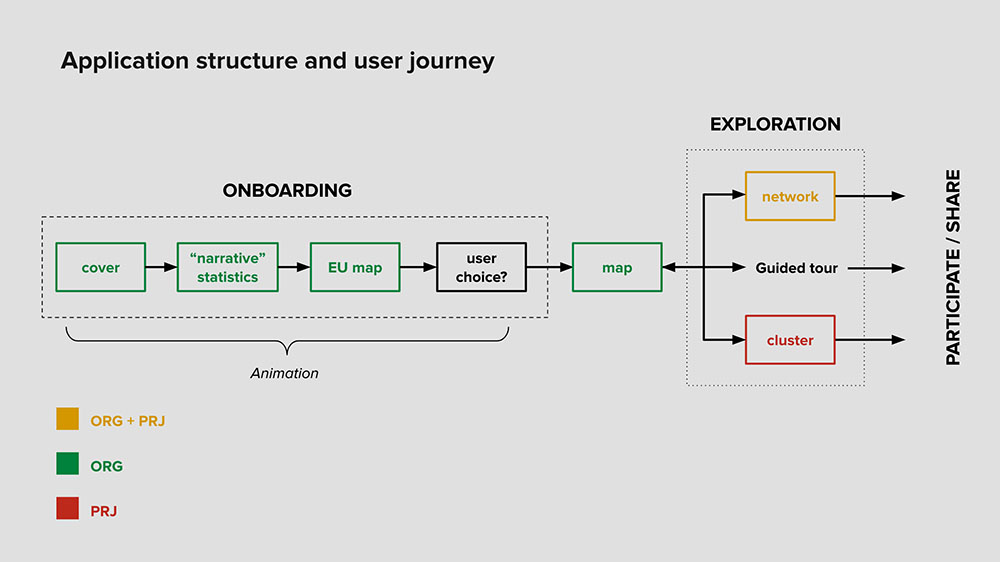 Application structure and user journey
EXPLORATION
ONBOARDING
cover
“narrative”
statistics
EU map
user
choice?
map
network
Guided tour
cluster
PARTICIPATE / SHARE
Animation
ORG + PRJ
ORG
PRJ